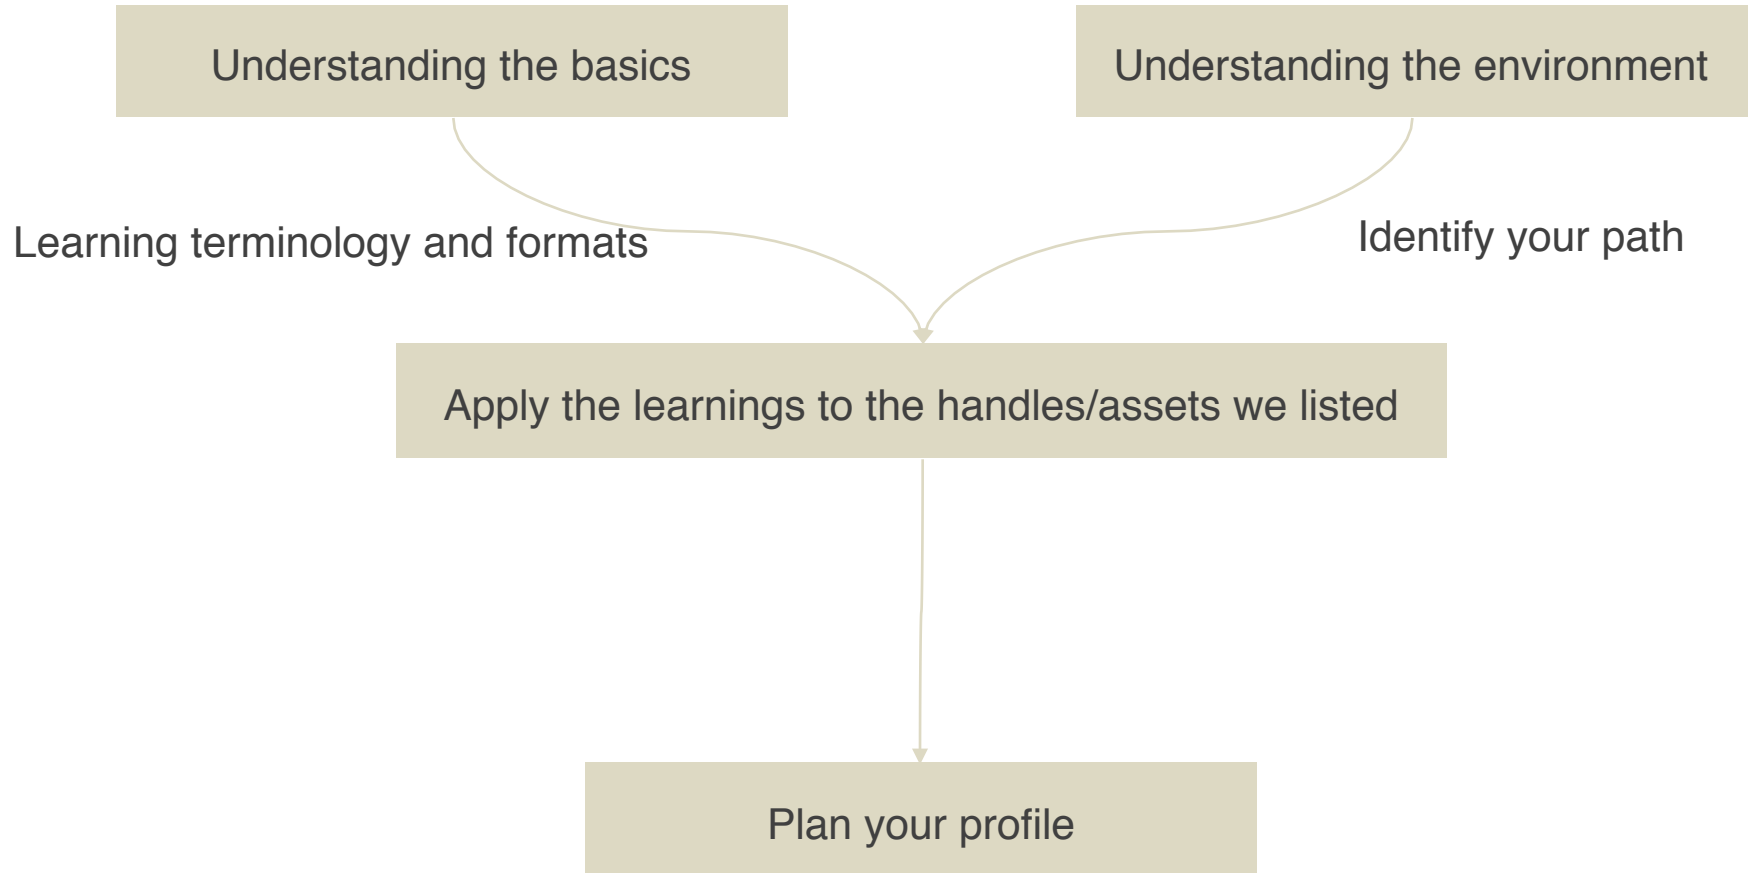 Understanding the basics
Understanding the environment
Learning terminology and formats
Identify your path
Apply the learnings to the handles/assets we listed
Plan your profile